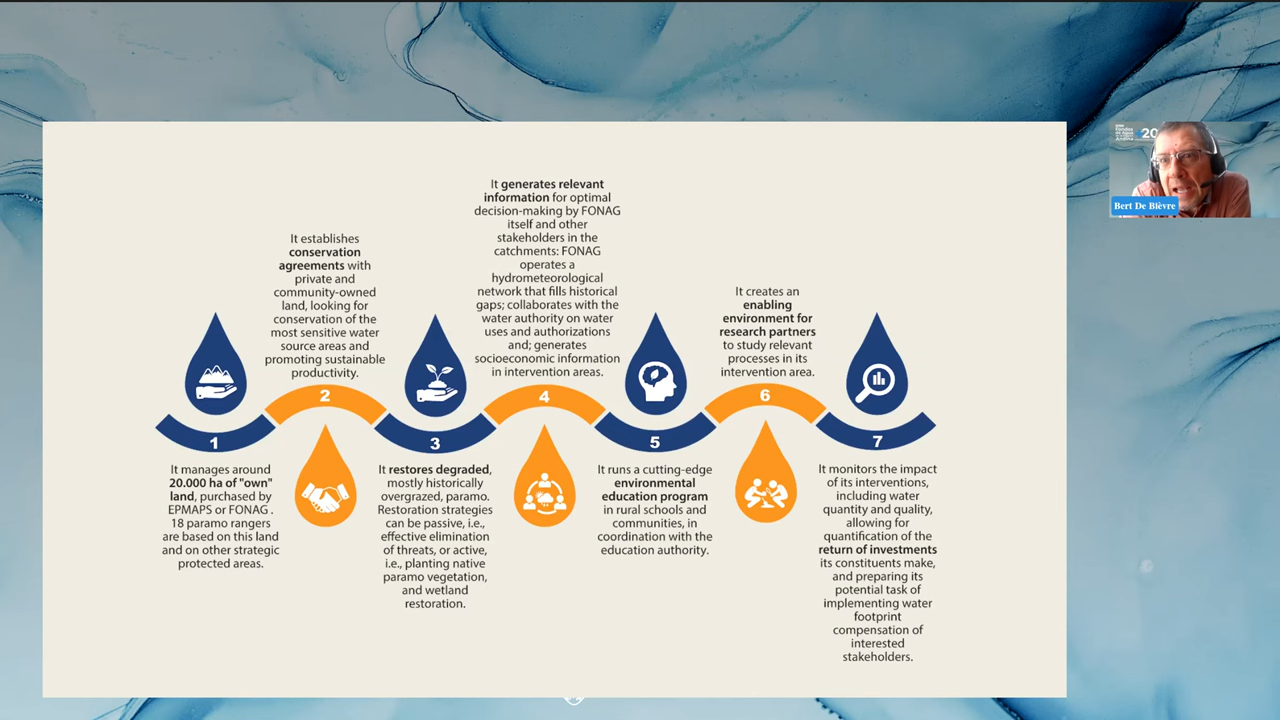 It manages around
20.000 ha of "own"
land, purchased by
EPMAPS or FONAG .
18 paramo rangers
are based on this land
and on other strategic
protected areas.
1
It establishes
conservation
agreements with
private and
community-owned
land, looking for
conservation of the
most sensitive water
source areas and
promoting sustainable
productivity.
2
3
It restores degraded,
mostly historically
overgrazed, paramo.
Restoration strategies
can be passive, i.e.,
effective elimination
of threats, or active,
i.e., planting native
paramo vegetation,
and wetland
restoration.
It generates relevant
information for optimal
decision-making by FONAG
itself and other
stakeholders in the
catchments: FONAG
operates a
hydrometeorological
network that fills historical
gaps; collaborates with the
water authority on water
uses and authorizations
and; generates
socioeconomic information
in intervention areas.
4
5
It runs a cutting-edge
environmental
education program
in rural schools and
communities, in
coordination with the
education authority.
It creates an
enabling
environment for
research partners
to study relevant
processes in its
intervention area.
6
7
It monitors the impact
of its interventions,
including water
quantity and quality,
allowing for
quantification of the
return of investments
its constituents make,
and preparing its
potential task of
implementing water
footprint
compensation of
interested
stakeholders.
+20
Bert De Bièvre